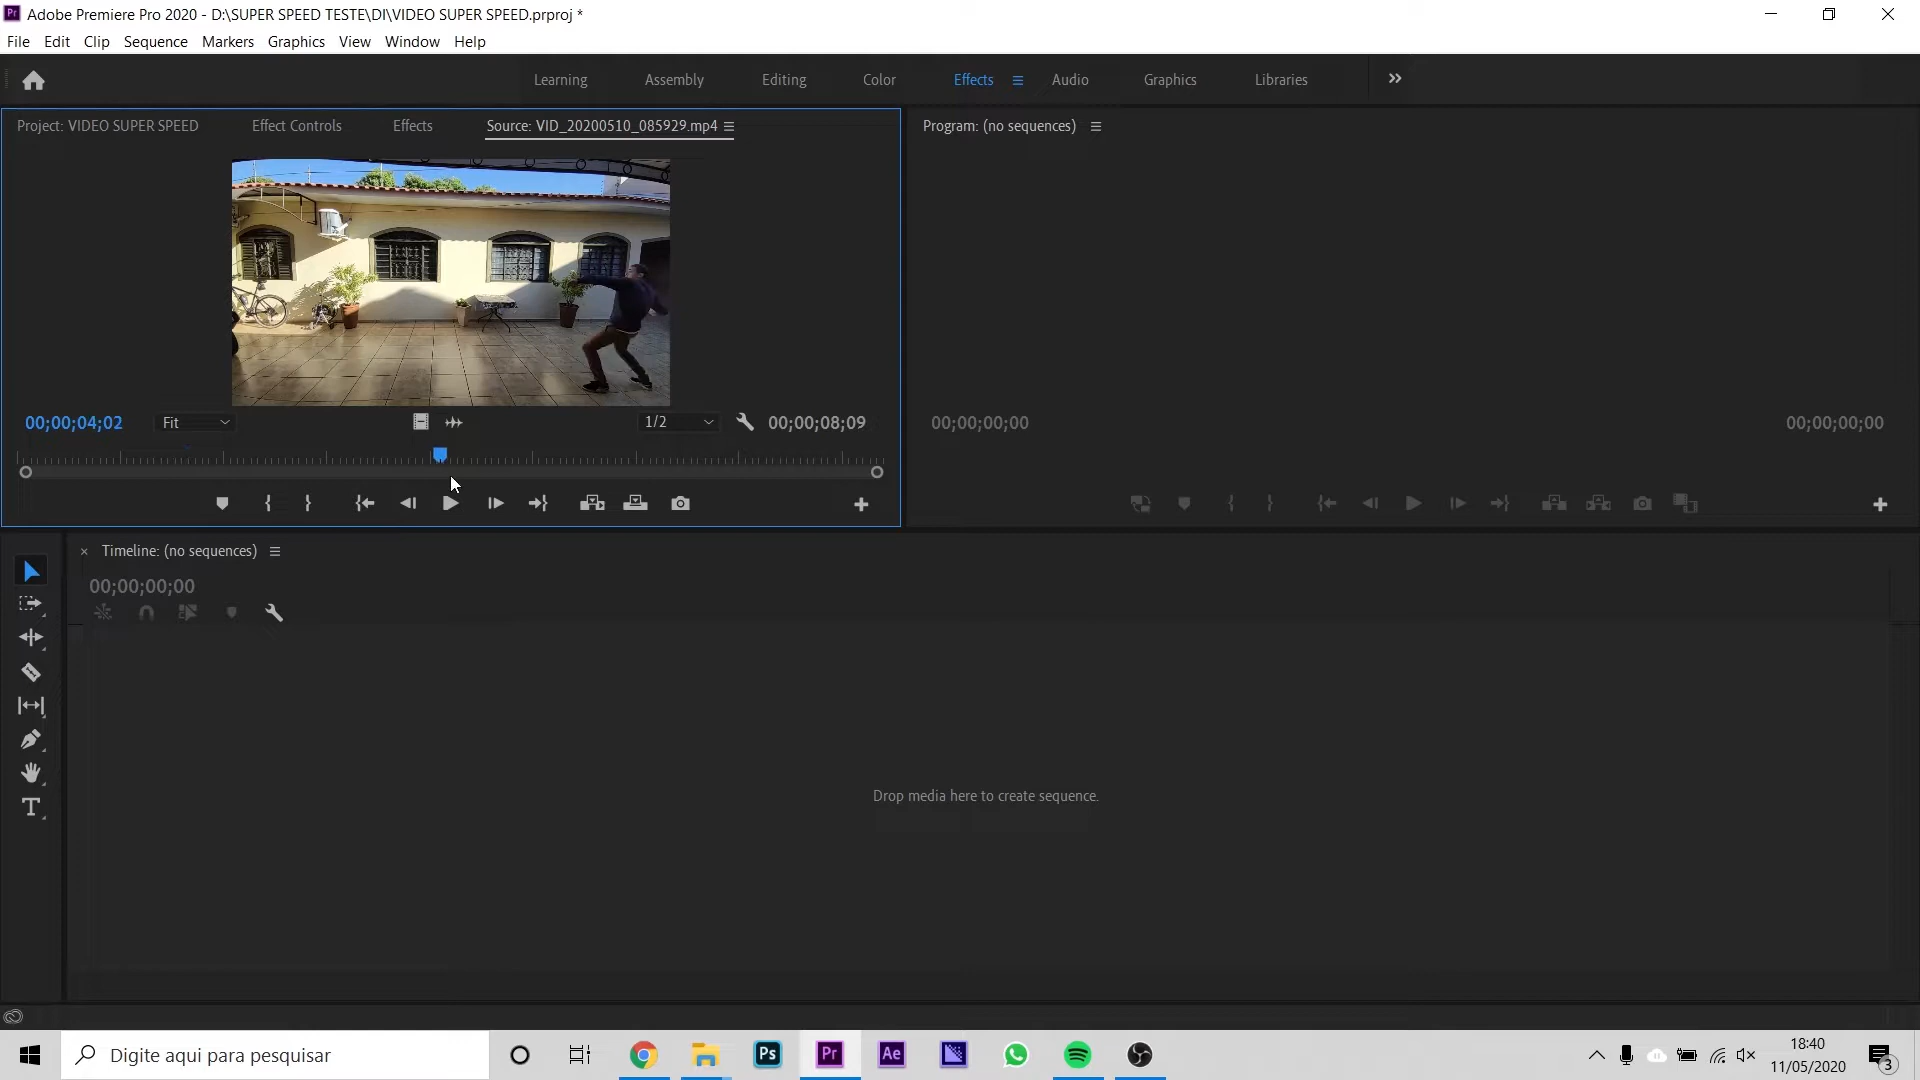 Adobe Premiere Pro 2020 - D:\SUPER SPEED TESTE\DI\VIDEO SUPER SPEED.prproj *
File Edit Clip Sequence Markers Graphics View Window Help
Learning Assembly Editing Color Effects Audio Graphics Libraries
Project: VIDEO SUPER SPEED Effect Controls Effects Source: VID_20200510_085929.mp4
Program: (no sequences)
00;00;04;02 Fit 1/2 00;00;08;09
00;00;00;00 00;00;00;00
Timeline: (no sequences)
00;00;00;00
Drop media here to create sequence.
Digite aqui para pesquisar
Ps Pr Ae
18:40
11/05/2020
3